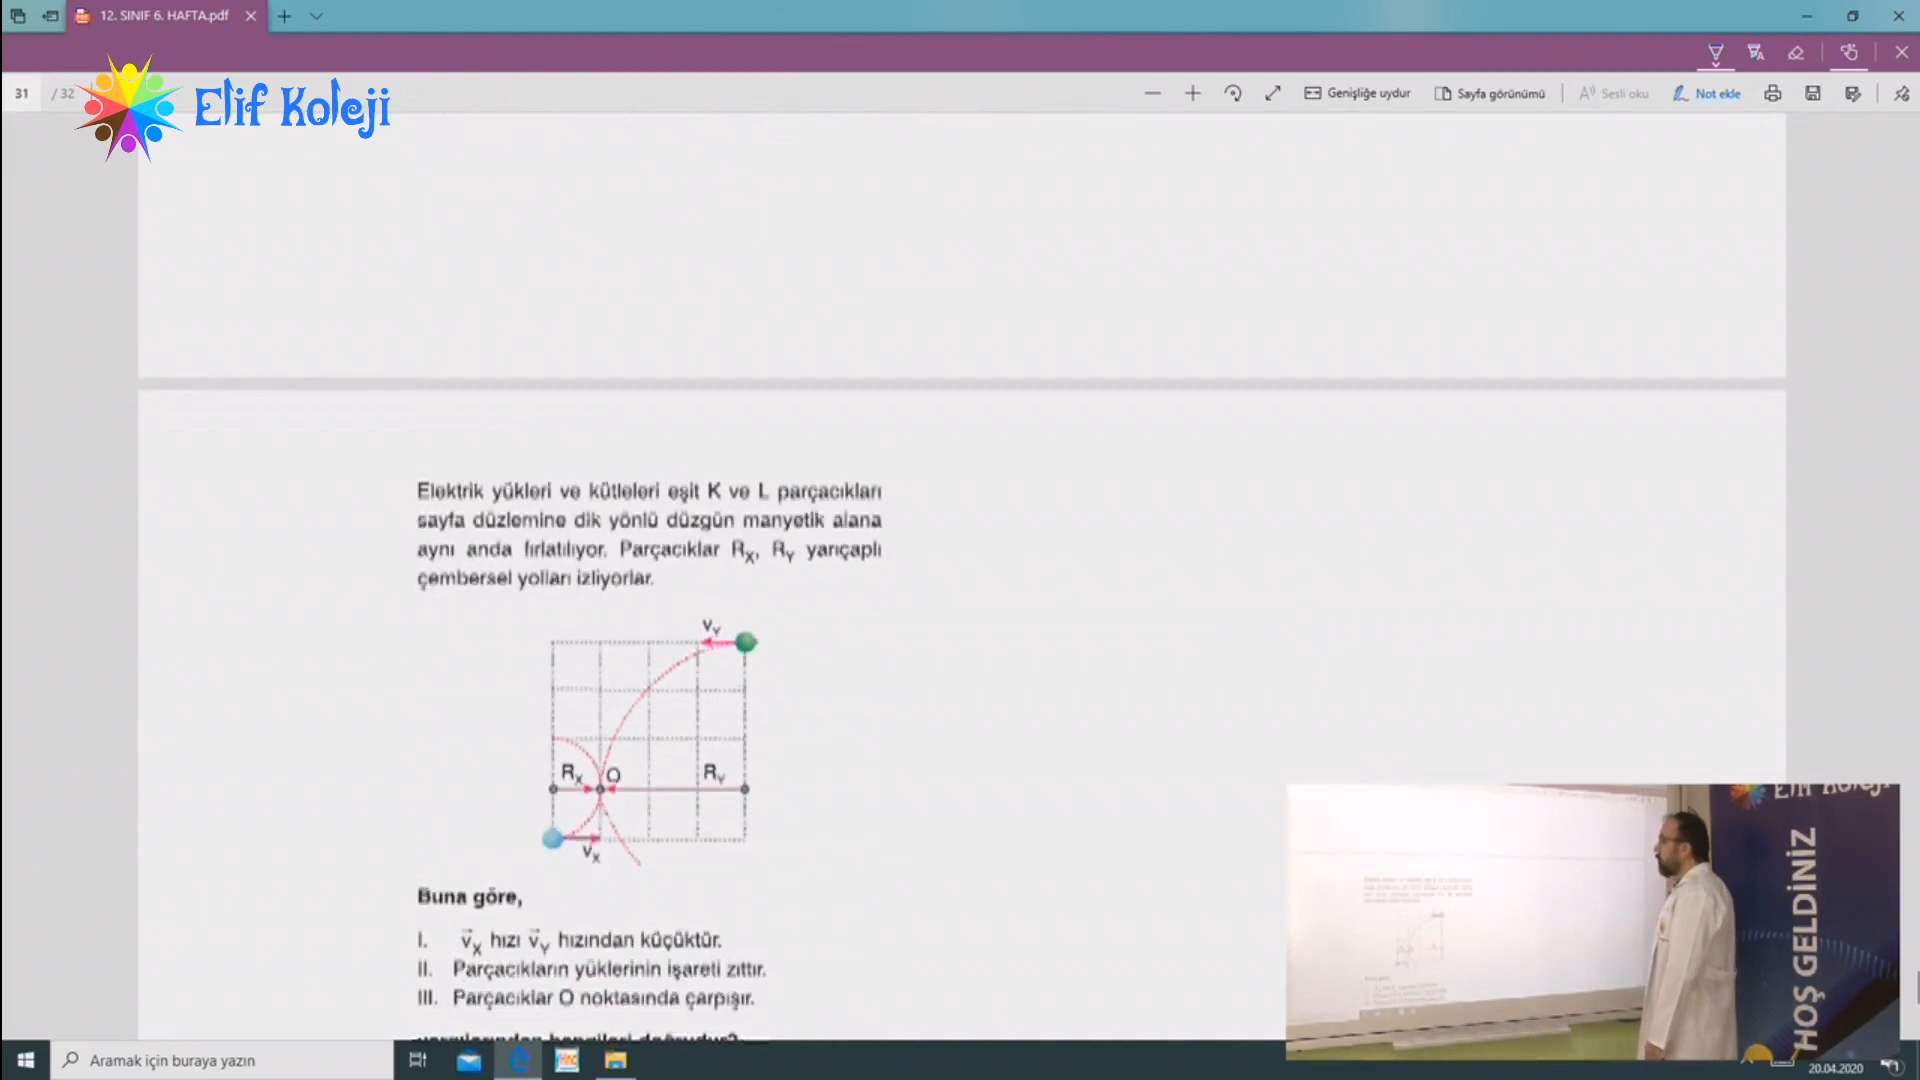 12. SINIF 6. HAFTA.pdf
31 / 32
Elif Koleji
Genişliğe uydur
Sayfa görünümü
Sesli oku
Not ekle
Elektrik yükleri ve kütleleri eşit K ve L parçacıkları
sayfa düzlemine dik yönlü düzgün manyetik alana
aynı anda fırlatılıyor. Parçacıklar RX, RY yarıçaplı
çembersel yolları izliyorlar.
vY
RX O RY
vX
Buna göre,
I. vX hızı vY hızından küçüktür.
II. Parçacıkların yüklerinin işareti zıttır.
III. Parçacıklar O noktasında çarpışır.
Elif Koleji
HOŞ GELDİNİZ
Aramak için buraya yazın
20.04.2020